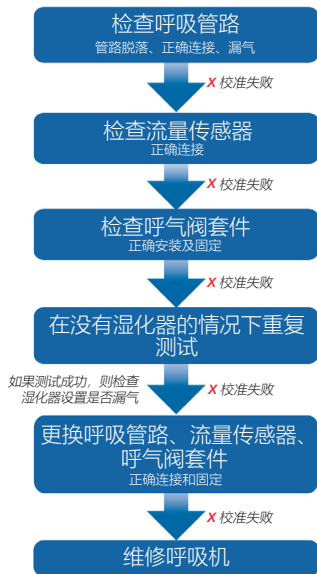 检查呼吸管路
管路脱落、正确连接、漏气
X 校准失败
检查流量传感器
正确连接
X 校准失败
检查呼气阀套件
正确安装及固定
X 校准失败
在没有湿化器的情况下重复
测试
如果测试成功，则检查
湿化器设置是否漏气
X 校准失败
更换呼吸管路、流量传感器、
呼气阀套件
正确连接和固定
X 校准失败
维修呼吸机